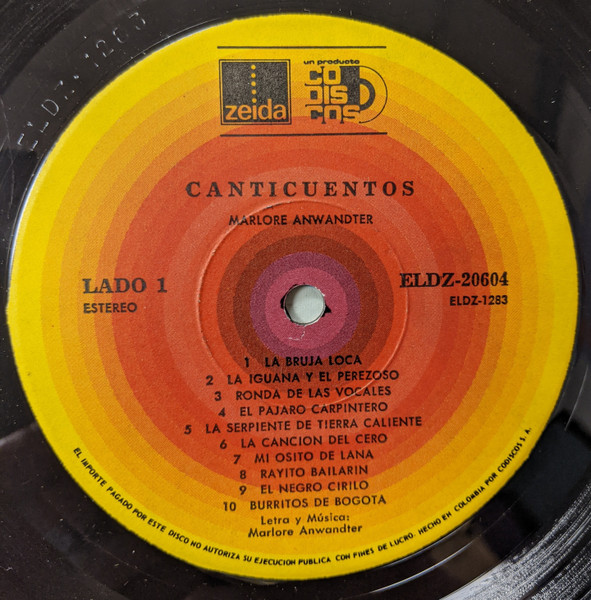 ELDZ-1283
un producto
zeida
CO
DIS
COS
CANTICUENTOS
MARLORE ANWANDTER
LADO 1
ESTEREO
ELDZ-20604
ELDZ-1283
1 LA BRUJA LOCA
2 LA IGUANA Y EL PEREZOSO
3 RONDA DE LAS VOCALES
4 EL PAJARO CARPINTERO
5 LA SERPIENTE DE TIERRA CALIENTE
6 LA CANCION DEL CERO
7 MI OSITO DE LANA
8 RAYITO BAILARIN
9 EL NEGRO CIRILO
10 BURRITOS DE BOGOTA
Letra y Música:
Marlore Anwandter
EL IMPORTE PAGADO POR ESTE DISCO NO AUTORIZA SU EJECUCION PUBLICA CON FINES DE LUCRO. HECHO EN COLOMBIA POR CODISCOS S. A.